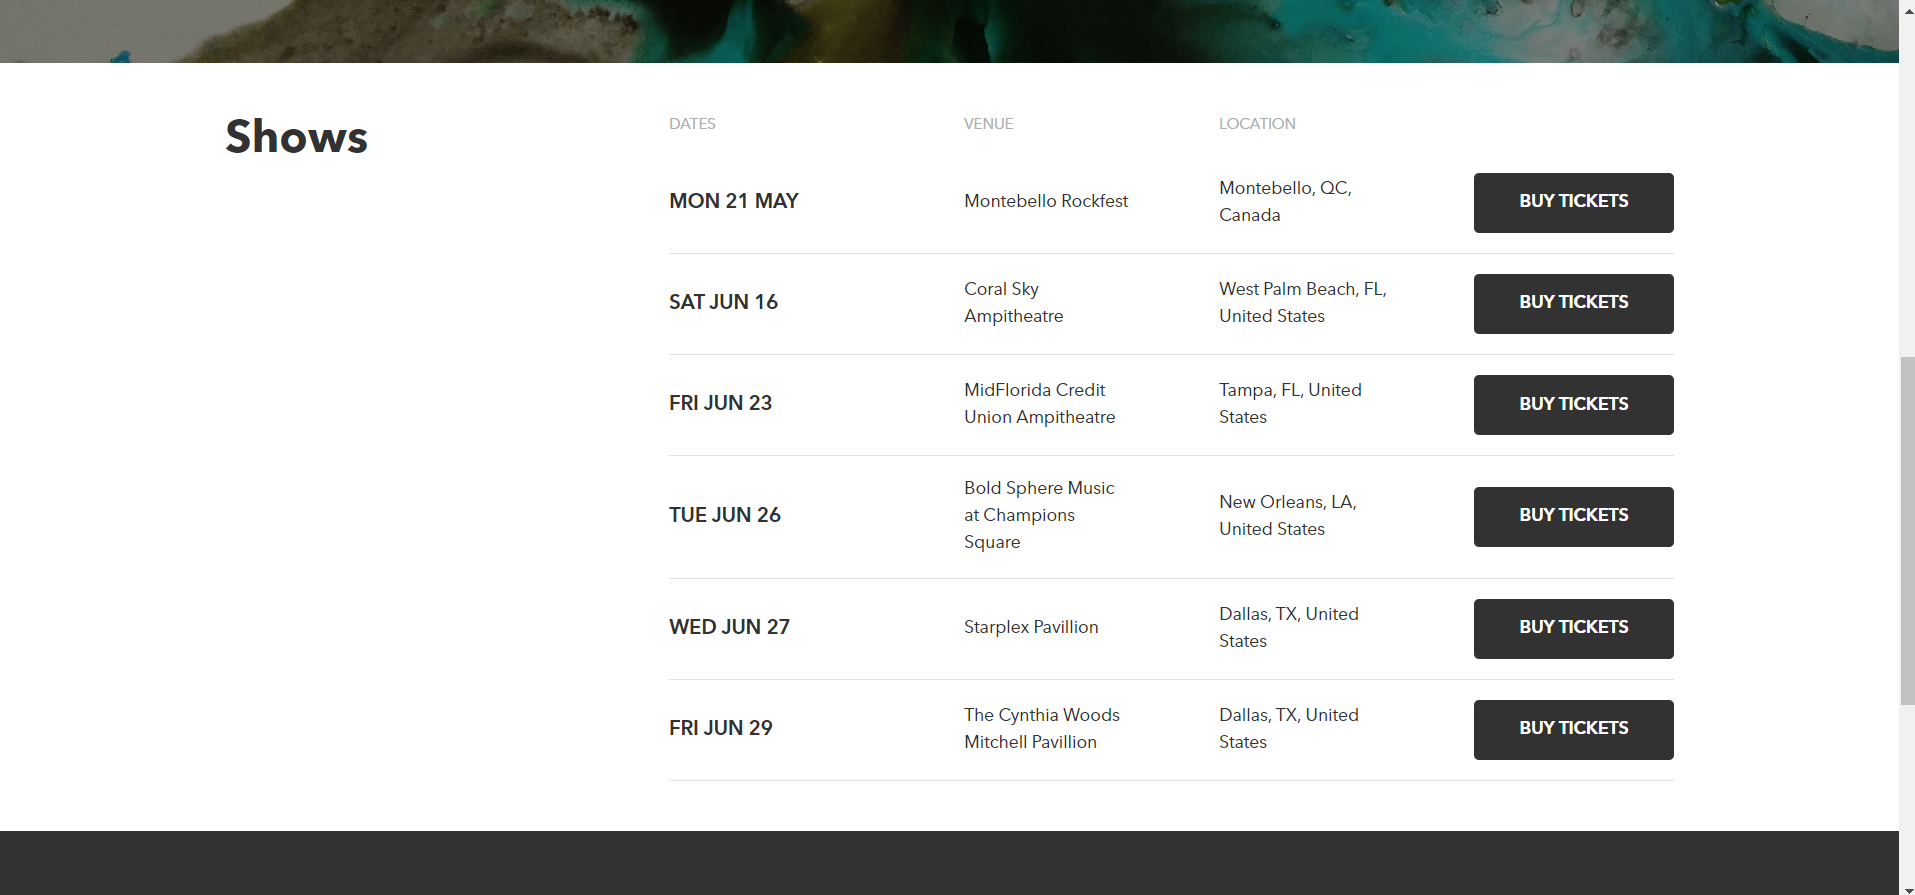 Shows
DATES VENUE LOCATION
MON 21 MAY
Montebello Rockfest
Montebello, QC,
Canada
BUY TICKETS
SAT JUN 16
Coral Sky
Ampitheatre
West Palm Beach, FL,
United States
BUY TICKETS
FRI JUN 23
MidFlorida Credit
Union Ampitheatre
Tampa, FL, United
States
BUY TICKETS
TUE JUN 26
Bold Sphere Music
at Champions
Square
New Orleans, LA,
United States
BUY TICKETS
WED JUN 27
Starplex Pavillion
Dallas, TX, United
States
BUY TICKETS
FRI JUN 29
The Cynthia Woods
Mitchell Pavillion
Dallas, TX, United
States
BUY TICKETS